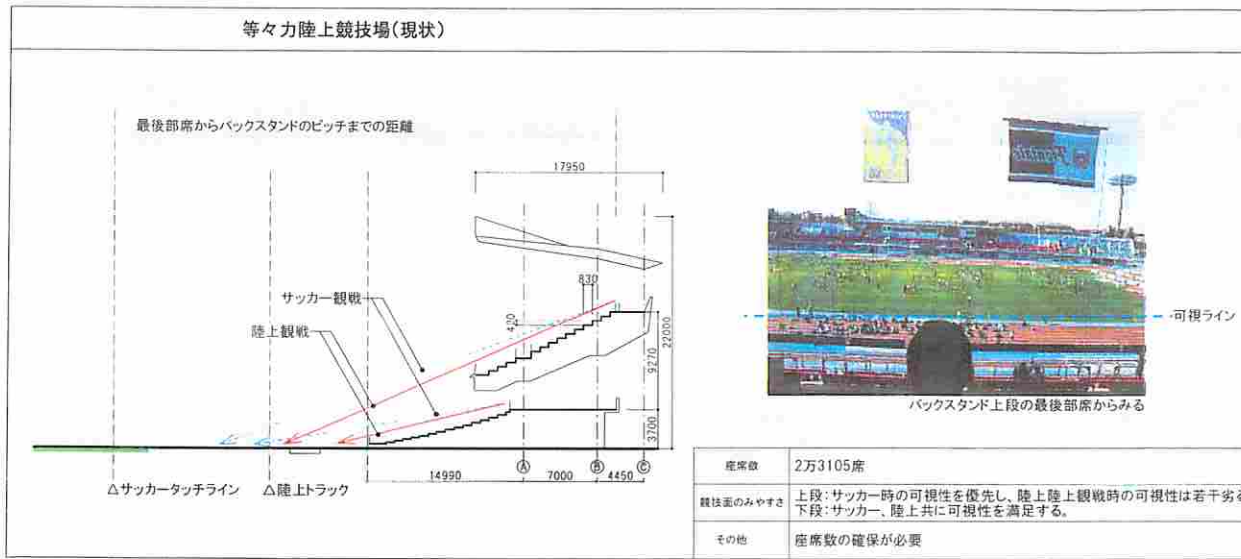 等々力陸上競技場(現状)
最後部席からバックスタンドのピッチまでの距離
17950
830
サッカー観戦
420
陸上観戦
22000
9270
3700
14990
Ⓐ
7000
Ⓑ
4450
Ⓒ
△サッカータッチライン
△陸上トラック
可視ライン
バックスタンド上段の最後部席からみる
座席数
2万3105席
競技面のみやすさ
上段:サッカー時の可視性を優先し、陸上陸上観戦時の可視性は若干劣る
下段:サッカー、陸上共に可視性を満足する。
その他
座席数の確保が必要